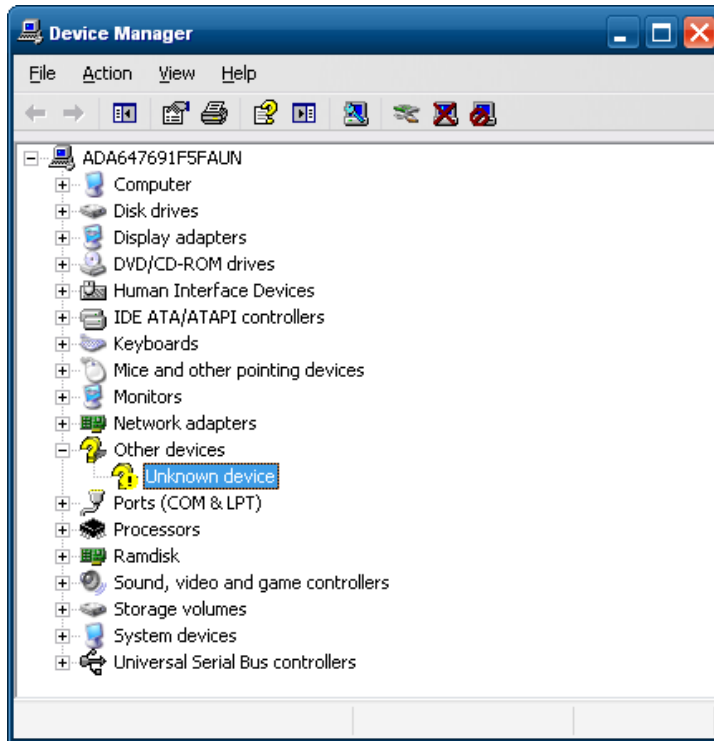 Device Manager
File Action View Help
ADA647691F5FAUN
Computer
Disk drives
Display adapters
DVD/CD-ROM drives
Human Interface Devices
IDE ATA/ATAPI controllers
Keyboards
Mice and other pointing devices
Monitors
Network adapters
Other devices
Unknown device
Ports (COM & LPT)
Processors
Ramdisk
Sound, video and game controllers
Storage volumes
System devices
Universal Serial Bus controllers